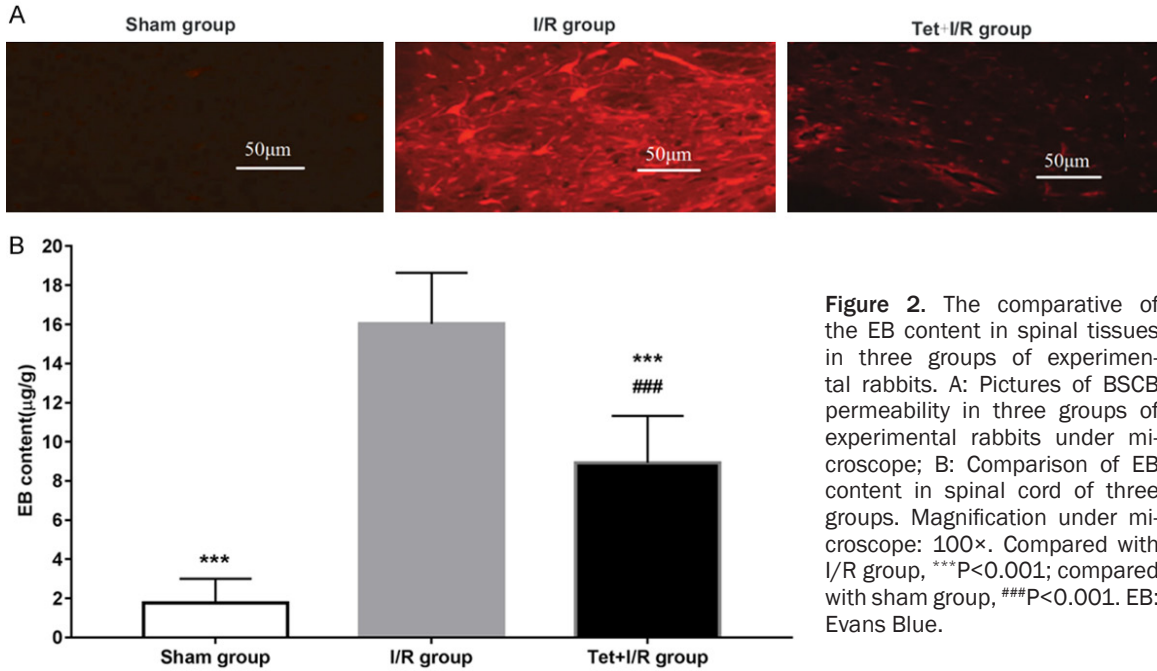 A
Sham group
I/R group
Tet+I/R group
50μm
50μm
50μm
B
EB content(μg/g)
20
18
16
14
12
10
8
6
4
2
0
***
***
###
Sham group
I/R group
Tet+I/R group
Figure 2. The comparative of
the EB content in spinal tissues
in three groups of experimen-
tal rabbits. A: Pictures of BSCB
permeability in three groups of
experimental rabbits under mi-
croscope; B: Comparison of EB
content in spinal cord of three
groups. Magnification under mi-
croscope: 100×. Compared with
I/R group, ***P<0.001; compared
with sham group, ###P<0.001. EB:
Evans Blue.